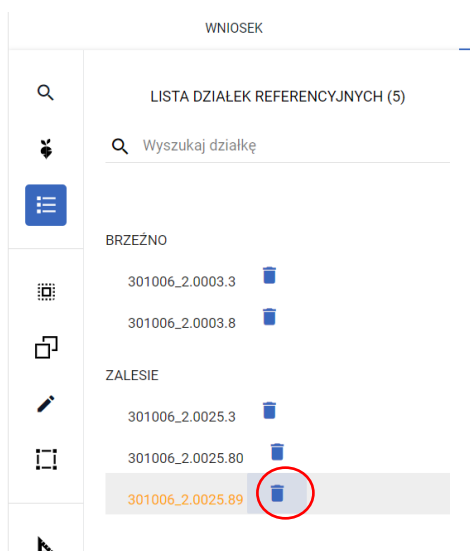 WNIOSEK
LISTA DZIAŁEK REFERENCYJNYCH (5)
Wyszukaj działkę
BRZEŹNO
301006_2.0003.3
301006_2.0003.8
ZALESIE
301006_2.0025.3
301006_2.0025.80
301006_2.0025.89